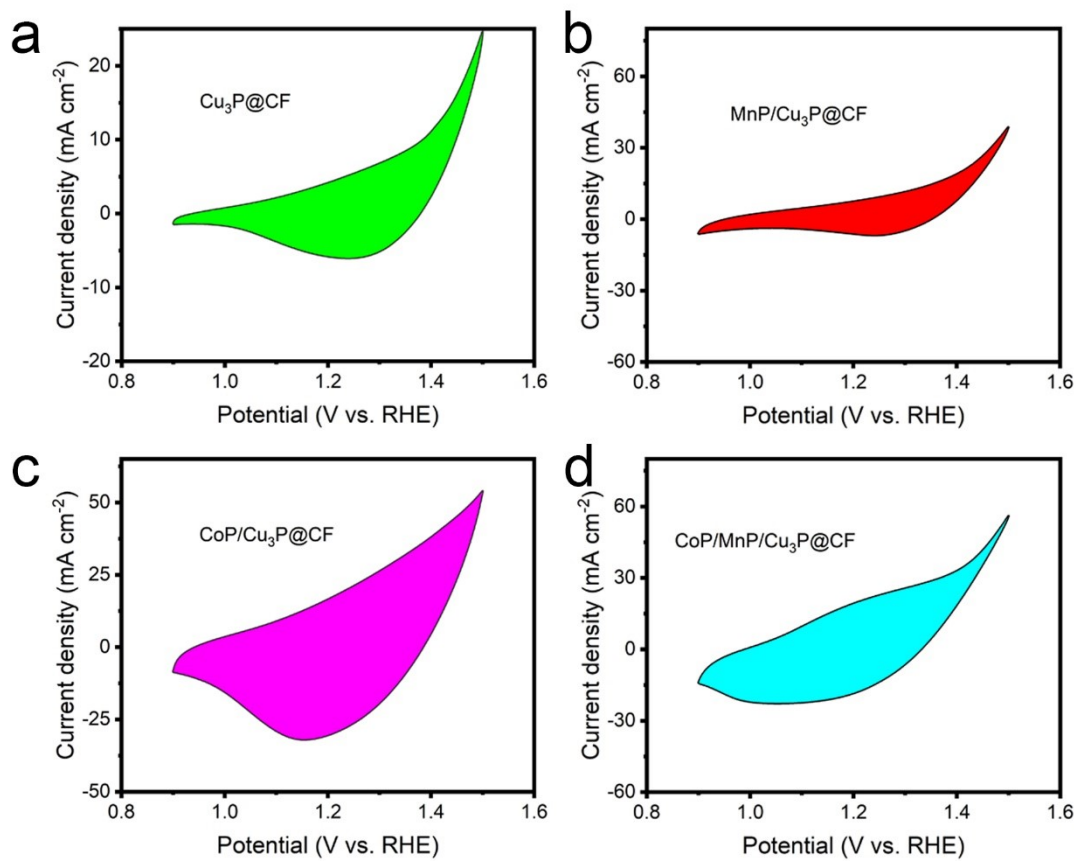 a
Cu₃P@CF
Current density (mA cm⁻²)
20
10
0
-10
-20
0.8 1.0 1.2 1.4 1.6
Potential (V vs. RHE)
b
MnP/Cu₃P@CF
Current density (mA cm⁻²)
60
30
0
-30
-60
0.8 1.0 1.2 1.4 1.6
Potential (V vs. RHE)
c
CoP/Cu₃P@CF
Current density (mA cm⁻²)
50
25
0
-25
-50
0.8 1.0 1.2 1.4 1.6
Potential (V vs. RHE)
d
CoP/MnP/Cu₃P@CF
Current density (mA cm⁻²)
60
30
0
-30
-60
0.8 1.0 1.2 1.4 1.6
Potential (V vs. RHE)